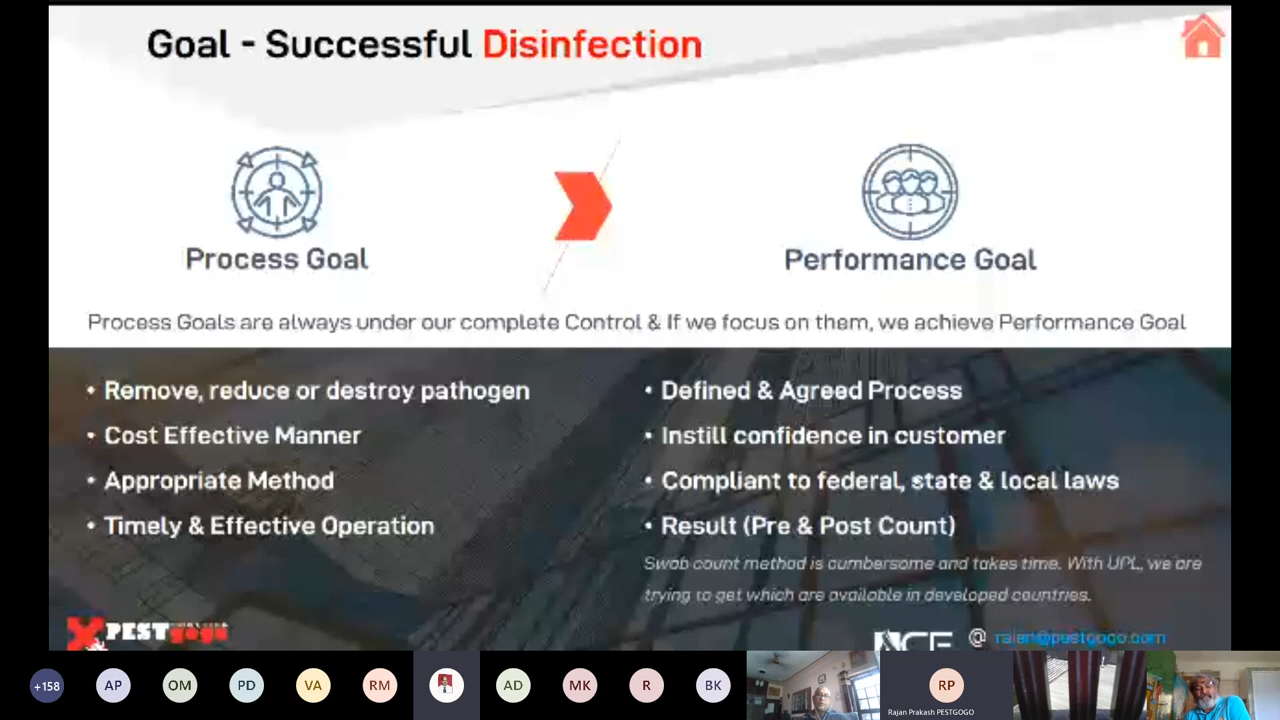 Goal - Successful Disinfection
Process Goal
Performance Goal
Process Goals are always under our complete Control & If we focus on them, we achieve Performance Goal
• Remove, reduce or destroy pathogen
• Cost Effective Manner
• Appropriate Method
• Timely & Effective Operation
• Defined & Agreed Process
• Instill confidence in customer
• Compliant to federal, state & local laws
• Result (Pre & Post Count)
Swab count method is cumbersome and takes time. With UPL, we are
trying to get which are available in developed countries.
PESTgogo
@ rajan@pestgogo.com
+158
AP
OM
PD
VA
RM
AD
MK
R
BK
RP
Rajan Prakash PESTGOGO